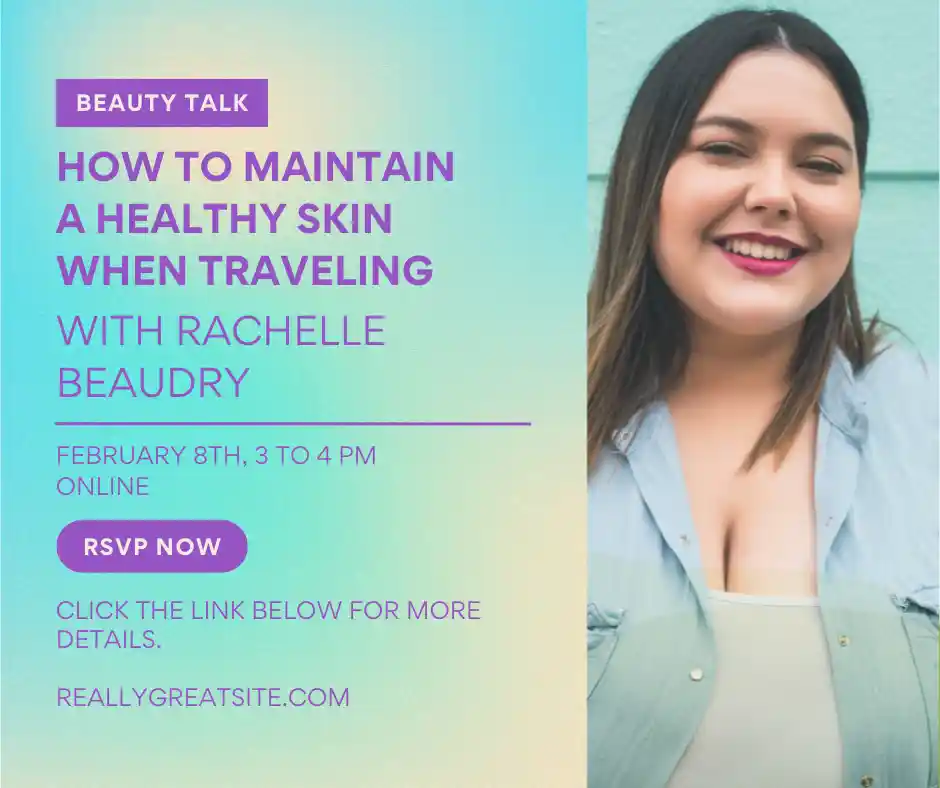 BEAUTY TALK
HOW TO MAINTAIN
A HEALTHY SKIN
WHEN TRAVELING
WITH RACHELLE
BEAUDRY
FEBRUARY 8TH, 3 TO 4 PM
ONLINE
RSVP NOW
CLICK THE LINK BELOW FOR MORE
DETAILS.
REALLYGREATSITE.COM